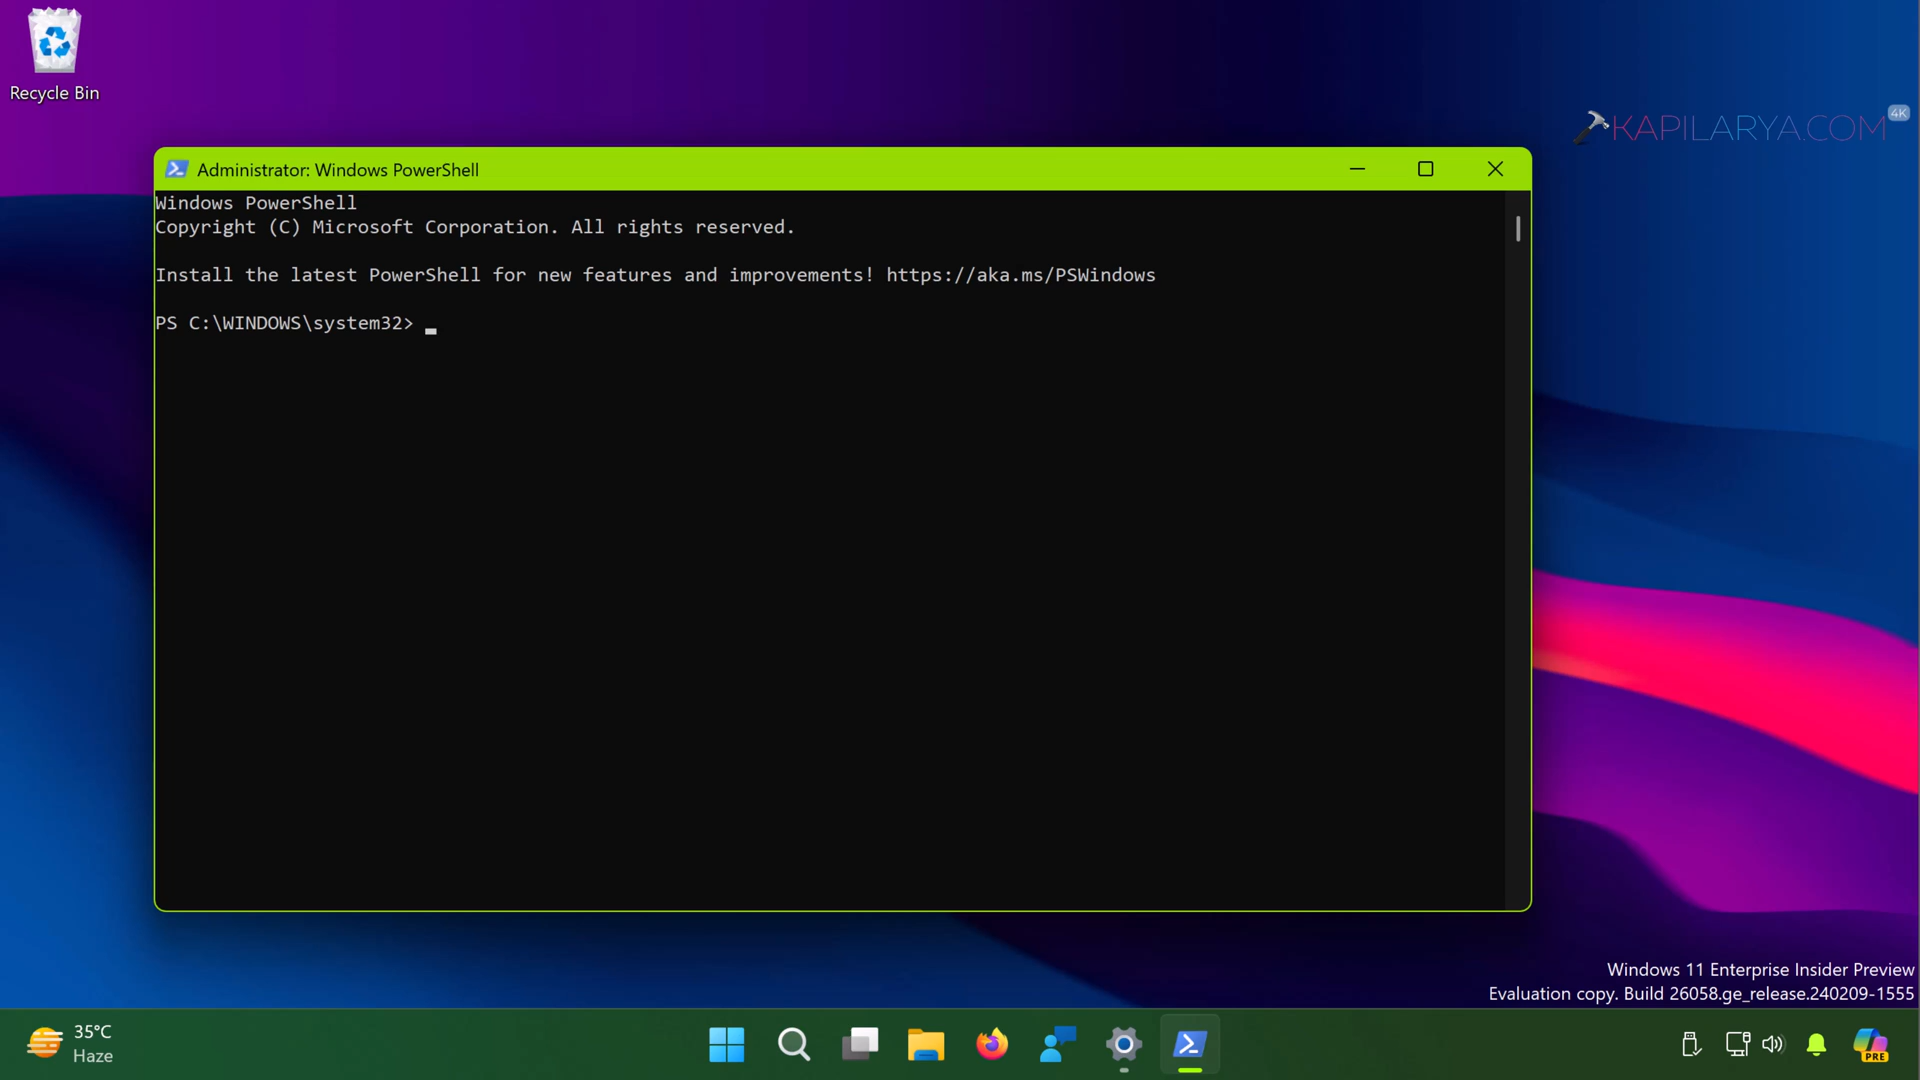 Recycle Bin
KAPILARYA.COM
4K
Administrator: Windows PowerShell
Windows PowerShell
Copyright (C) Microsoft Corporation. All rights reserved.
Install the latest PowerShell for new features and improvements! https://aka.ms/PSWindows
PS C:\WINDOWS\system32>
Windows 11 Enterprise Insider Preview
Evaluation copy. Build 26058.ge_release.240209-1555
35°C
Haze
PRE